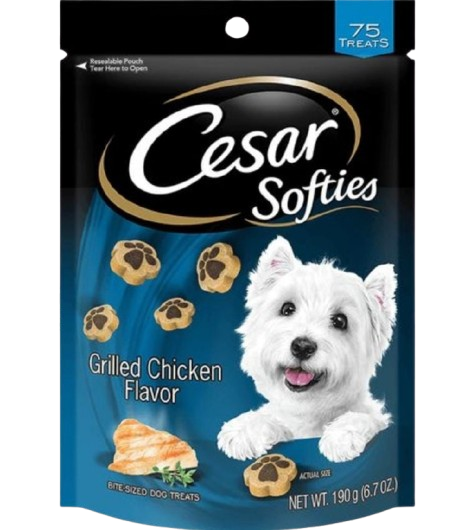 75
TREATS
Resealable Pouch
Tear Here to Open
Cesar®
Softies
Grilled Chicken
Flavor
BITE-SIZED DOG TREATS
ACTUAL SIZE
NET WT. 190 g (6.7 OZ.)